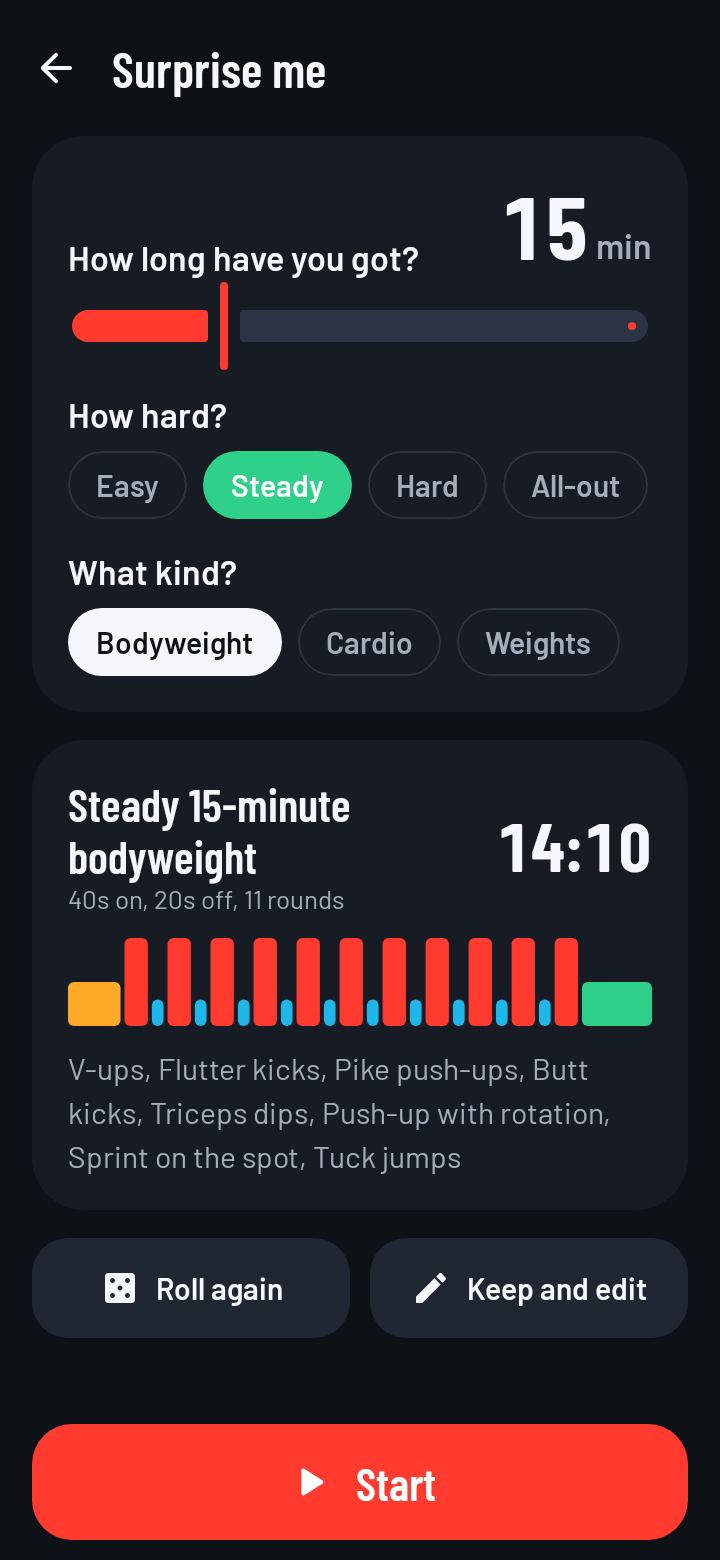 Surprise me
How long have you got?
15 min
How hard?
Easy
Steady
Hard
All-out
What kind?
Bodyweight
Cardio
Weights
Steady 15-minute
bodyweight
14:10
40s on, 20s off, 11 rounds
V-ups, Flutter kicks, Pike push-ups, Butt
kicks, Triceps dips, Push-up with rotation,
Sprint on the spot, Tuck jumps
Roll again
Keep and edit
Start